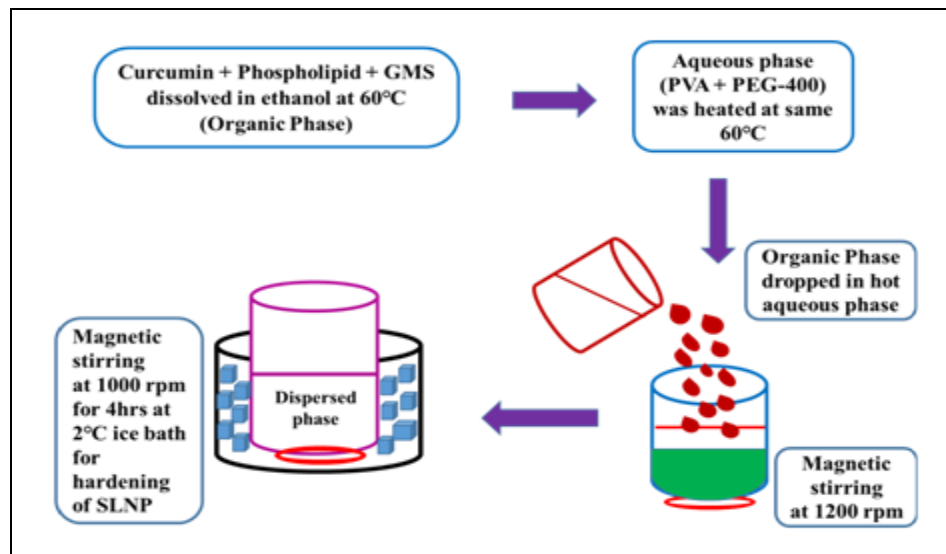 Curcumin + Phospholipid + GMS
dissolved in ethanol at 60°C
(Organic Phase)
Aqueous phase
(PVA + PEG-400)
was heated at same
60°C
Organic Phase
dropped in hot
aqueous phase
Magnetic
stirring
at 1200 rpm
Dispersed
phase
Magnetic
stirring
at 1000 rpm
for 4hrs at
2°C ice bath
for
hardening
of SLNP